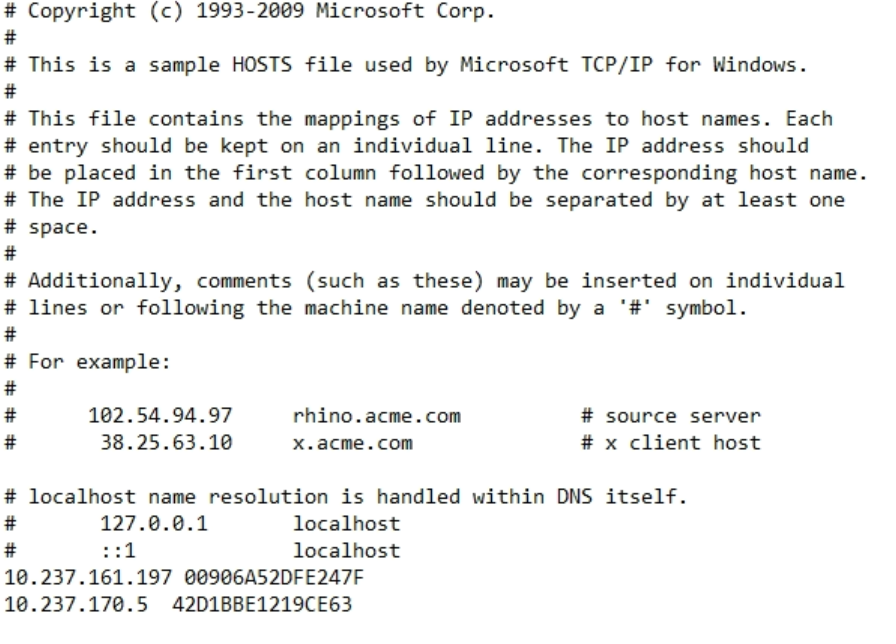 # Copyright (c) 1993-2009 Microsoft Corp.
#
# This is a sample HOSTS file used by Microsoft TCP/IP for Windows.
#
# This file contains the mappings of IP addresses to host names. Each
# entry should be kept on an individual line. The IP address should
# be placed in the first column followed by the corresponding host name.
# The IP address and the host name should be separated by at least one
# space.
#
# Additionally, comments (such as these) may be inserted on individual
# lines or following the machine name denoted by a '#' symbol.
#
# For example:
#
#      102.54.94.97     rhino.acme.com          # source server
#       38.25.63.10     x.acme.com              # x client host

# localhost name resolution is handled within DNS itself.
#       127.0.0.1       localhost
#       ::1             localhost
10.237.161.197 00906A52DFE247F
10.237.170.5  42D1BBE1219CE63